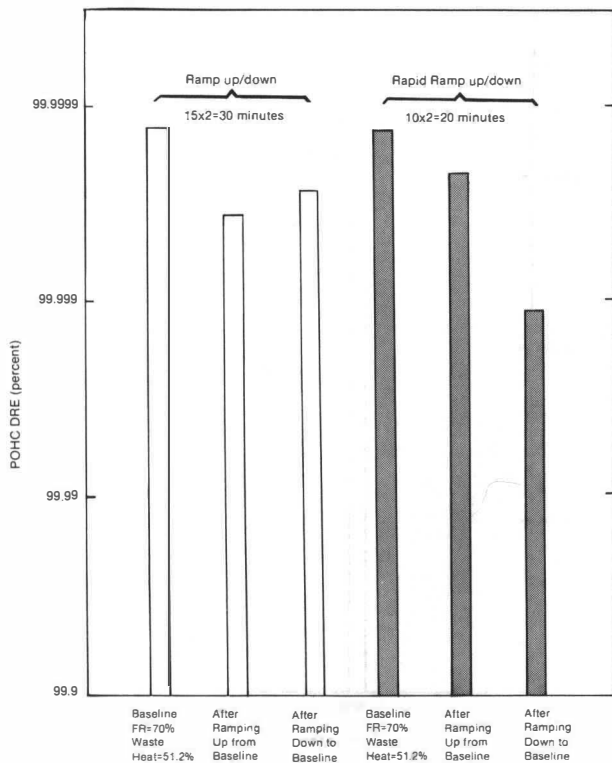 Ramp up/down
15x2=30 minutes
Rapid Ramp up/down
10x2=20 minutes
99.9999
99.999
99.99
99.9
POHC DRE (percent)
Baseline
FR=70%
Waste
Heat=51.2%
After
Ramping
Up from
Baseline
After
Ramping
Down to
Baseline
Baseline
FR=70%
Waste
Heat=51.2%
After
Ramping
Up from
Baseline
After
Ramping
Down to
Baseline